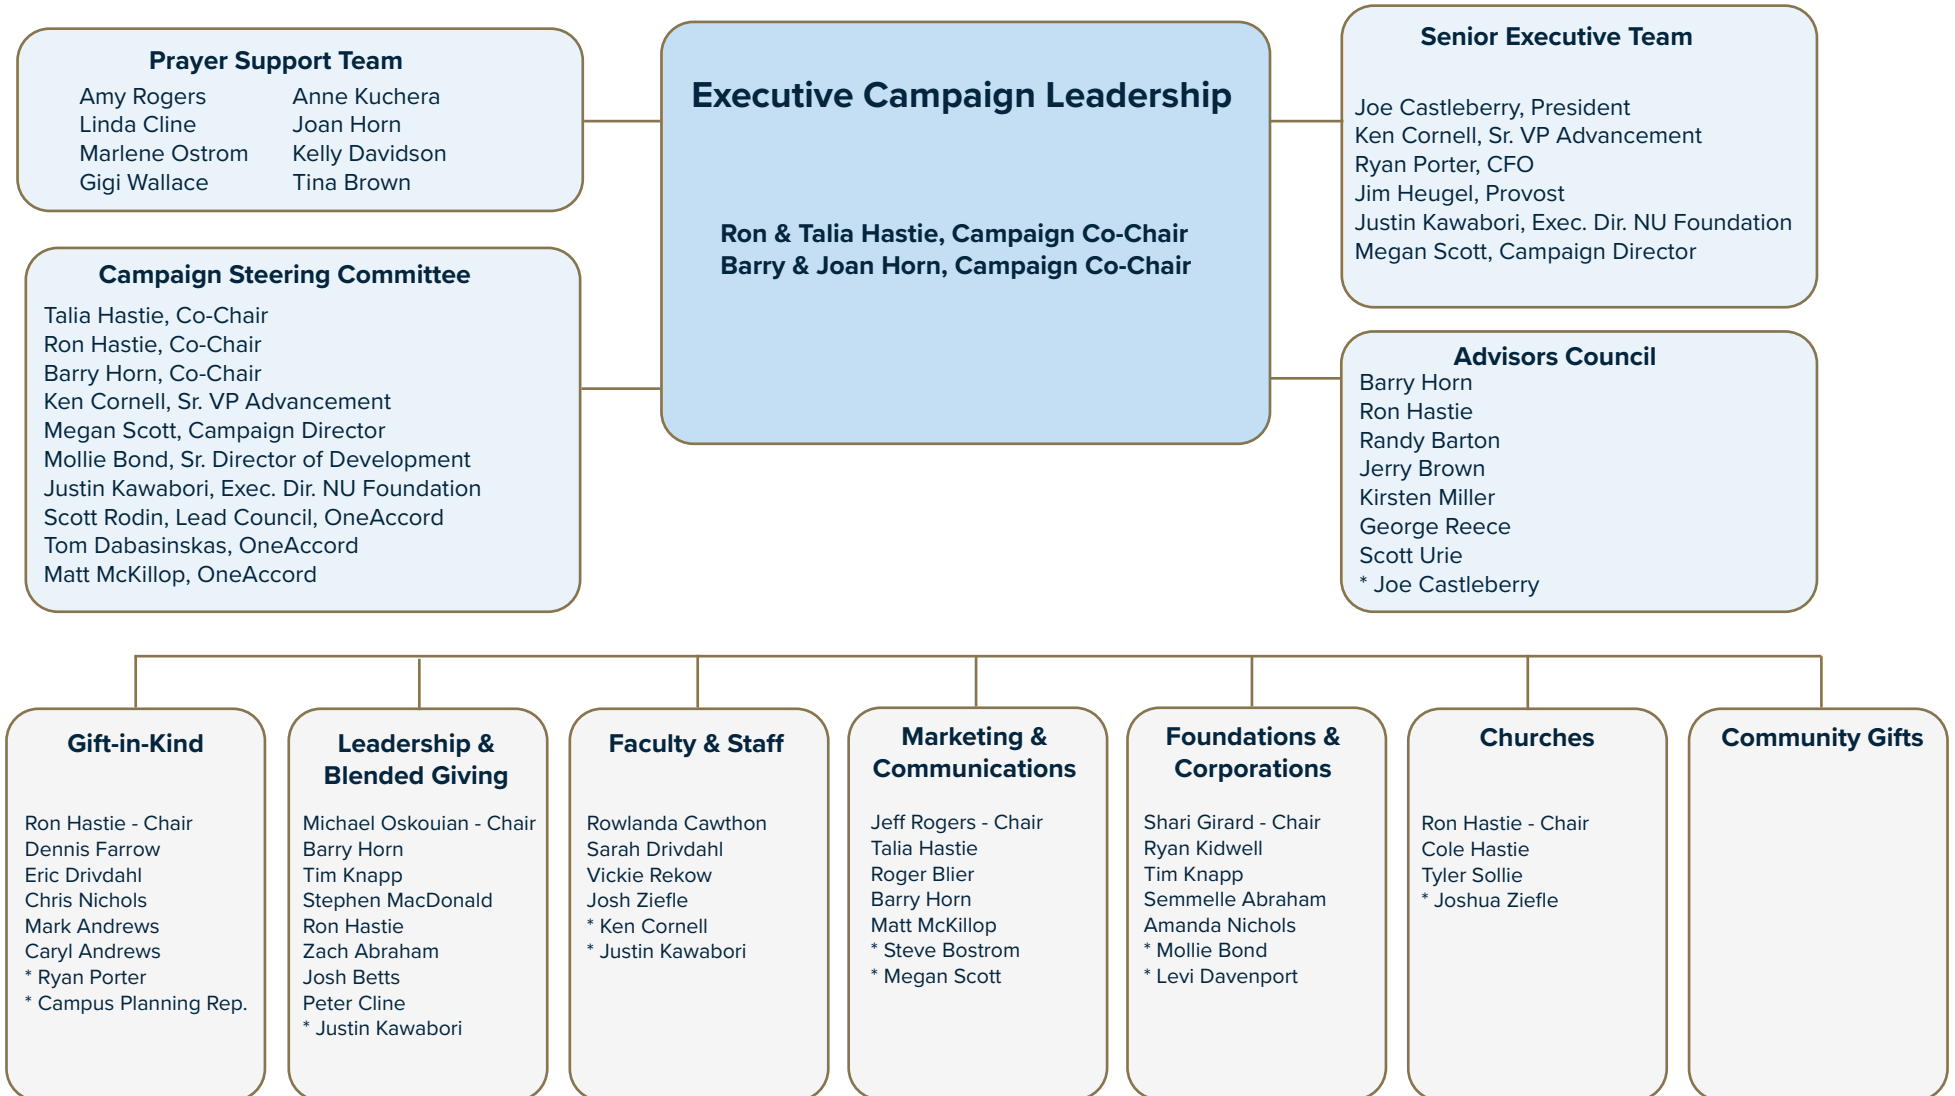 Prayer Support Team
Amy Rogers
Linda Cline
Marlene Ostrom
Gigi Wallace
Anne Kuchera
Joan Horn
Kelly Davidson
Tina Brown
Campaign Steering Committee
Talia Hastie, Co-Chair
Ron Hastie, Co-Chair
Barry Horn, Co-Chair
Ken Cornell, Sr. VP Advancement
Megan Scott, Campaign Director
Mollie Bond, Sr. Director of Development
Justin Kawabori, Exec. Dir. NU Foundation
Scott Rodin, Lead Council, OneAccord
Tom Dabasinskas, OneAccord
Matt McKillop, OneAccord
Executive Campaign Leadership
Ron & Talia Hastie, Campaign Co-Chair
Barry & Joan Horn, Campaign Co-Chair
Senior Executive Team
Joe Castleberry, President
Ken Cornell, Sr. VP Advancement
Ryan Porter, CFO
Jim Heugel, Provost
Justin Kawabori, Exec. Dir. NU Foundation
Megan Scott, Campaign Director
Advisors Council
Barry Horn
Ron Hastie
Randy Barton
Jerry Brown
Kirsten Miller
George Reece
Scott Urie
* Joe Castleberry
Gift-in-Kind
Ron Hastie - Chair
Dennis Farrow
Eric Drivdahl
Chris Nichols
Mark Andrews
Caryl Andrews
* Ryan Porter
* Campus Planning Rep.
Leadership &
Blended Giving
Michael Oskouian - Chair
Barry Horn
Tim Knapp
Stephen MacDonald
Ron Hastie
Zach Abraham
Josh Betts
Peter Cline
* Justin Kawabori
Faculty & Staff
Rowlanda Cawthon
Sarah Drivdahl
Vickie Rekow
Josh Ziefle
* Ken Cornell
* Justin Kawabori
Marketing &
Communications
Jeff Rogers - Chair
Talia Hastie
Roger Blier
Barry Horn
Matt McKillop
* Steve Bostrom
* Megan Scott
Foundations &
Corporations
Shari Girard - Chair
Ryan Kidwell
Tim Knapp
Semmelle Abraham
Amanda Nichols
* Mollie Bond
* Levi Davenport
Churches
Ron Hastie - Chair
Cole Hastie
Tyler Sollie
* Joshua Ziefle
Community Gifts